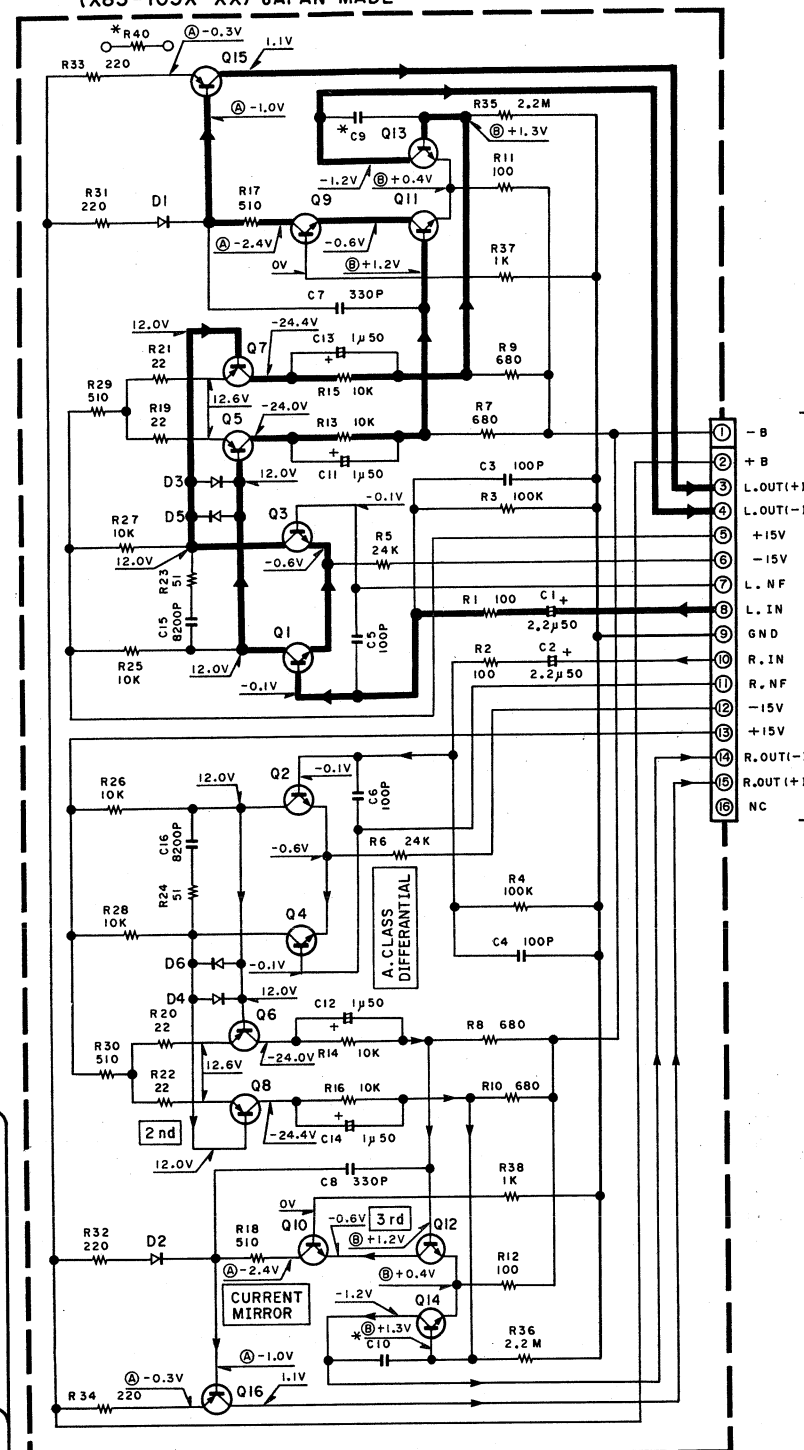 (X85-105X XX) JAPAN MADE
*R40
R33 220
Ⓐ-0.3V
Q15
1.1V
Ⓐ-1.0V
*C9
Q13
R35 2.2M
Ⓑ+1.3V
-1.2V
Ⓑ+0.4V
R11
100
R31
220
D1
R17
510
Q9
Q11
Ⓐ-2.4V
-0.6V
0V
Ⓑ+1.2V
R37
1K
C7 330P
12.0V
-24.4V
Q7
C13 1µ50
+
R21
22
R9
680
R29
510
12.6V
R15 10K
R19
22
Q5
-24.0V
R13 10K
R7
680
+
C11 1µ50
① -B
② +B
③ L.OUT(+)
④ L.OUT(-)
⑤ +15V
⑥ -15V
⑦ L.NF
⑧ L.IN
⑨ GND
⑩ R.IN
⑪ R.NF
⑫ -15V
⑬ +15V
⑭ R.OUT(-)
⑮ R.OUT(+)
⑯ NC
D3
12.0V
C3 100P
R3 100K
-0.1V
D5
Q3
R27
10K
12.0V
-0.6V
R5
24K
R23
51
C15
8200P
R1 100
C1 +
2.2µ50
Q1
C5
100P
R25
10K
12.0V
-0.1V
R2
100
C2 +
2.2µ50
R26
10K
12.0V
Q2
-0.1V
C6
100P
C16
8200P
-0.6V
R6 24K
R24
51
A.CLASS
DIFFERANTIAL
R4
100K
R28
10K
Q4
C4 100P
D6
-0.1V
D4
12.0V
R20
22
Q6
C12 1µ50
+
R8 680
R30
510
12.6V
-24.0V
R14 10K
R22
22
Q8
R16 10K
R10 680
2nd
-24.4V
+
C14 1µ50
12.0V
C8 330P
R38
1K
0V
Q10
-0.6V
3rd
Q12
R32
220
D2
R18
510
Ⓑ+1.2V
Ⓐ-2.4V
Ⓑ+0.4V
R12
100
CURRENT
MIRROR
-1.2V
Q14
*Ⓑ+1.3V
C10
R36
2.2M
Ⓐ-1.0V
R34 220
Ⓐ-0.3V
Q16
1.1V